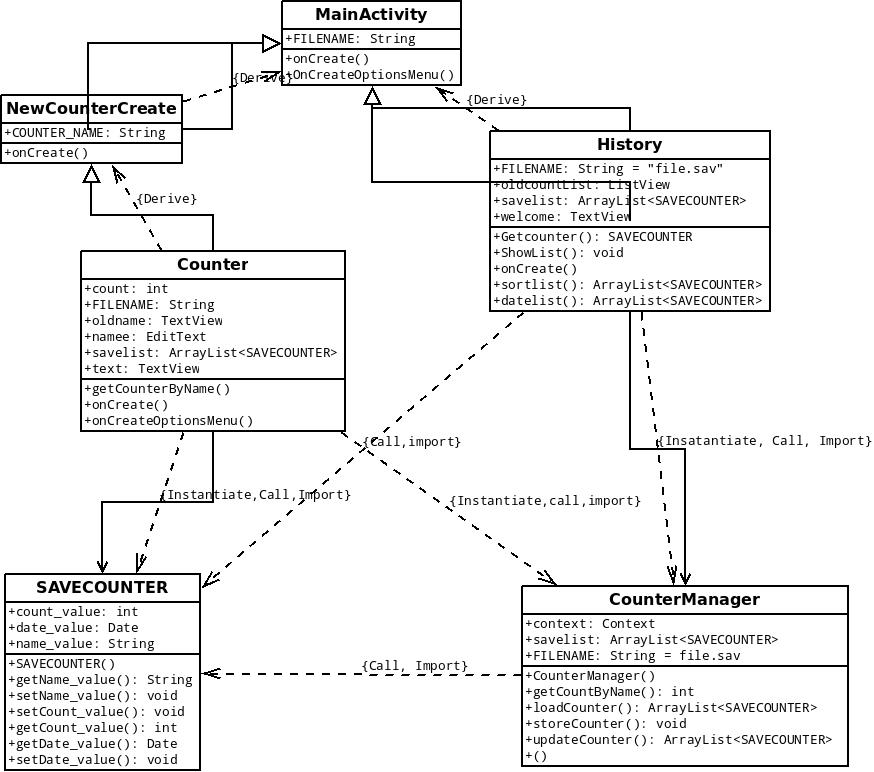 MainActivity
+FILENAME: String
+onCreate()
+OnCreateOptionsMenu()
{Derive}
{Derive}
NewCounterCreate
+COUNTER_NAME: String
+onCreate()
History
+FILENAME: String = "file.sav"
+oldcountList: ListView
+savelist: ArrayList<SAVECOUNTER>
+welcome: TextView
+Getcounter(): SAVECOUNTER
+ShowList(): void
+onCreate()
+sortlist(): ArrayList<SAVECOUNTER>
+datelist(): ArrayList<SAVECOUNTER>
{Derive}
Counter
+count: int
+FILENAME: String
+oldname: TextView
+namee: EditText
+savelist: ArrayList<SAVECOUNTER>
+text: TextView
+getCounterByName()
+onCreate()
+onCreateOptionsMenu()
{Call,import}
{Insatantiate, Call, Import}
{Instantiate,Call,Import}
{Instantiate,call,import}
SAVECOUNTER
+count_value: int
+date_value: Date
+name_value: String
+SAVECOUNTER()
+getName_value(): String
+setName_value(): void
+setCount_value(): void
+getCount_value(): int
+getDate_value(): Date
+setDate_value(): void
{Call, Import}
CounterManager
+context: Context
+savelist: ArrayList<SAVECOUNTER>
+FILENAME: String = file.sav
+CounterManager()
+getCountByName(): int
+loadCounter(): ArrayList<SAVECOUNTER>
+storeCounter(): void
+updateCounter(): ArrayList<SAVECOUNTER>
+()